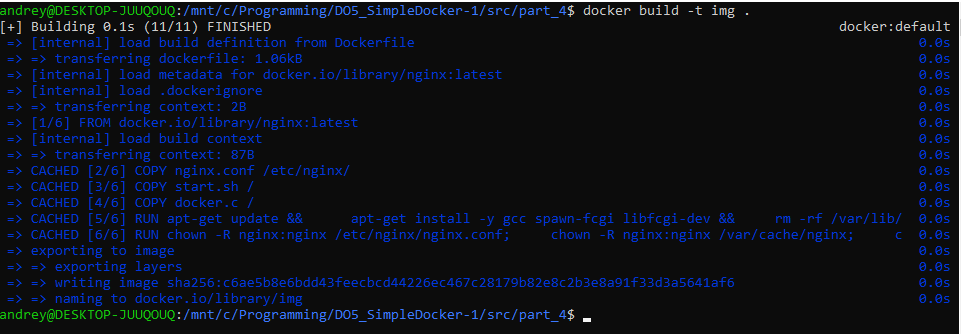 andrey@DESKTOP-JUUQOUQ:/mnt/c/Programming/DO5_SimpleDocker-1/src/part_4$ docker build -t img .
[+] Building 0.1s (11/11) FINISHED docker:default
=> [internal] load build definition from Dockerfile 0.0s
=> => transferring dockerfile: 1.06kB 0.0s
=> [internal] load metadata for docker.io/library/nginx:latest 0.0s
=> [internal] load .dockerignore 0.0s
=> => transferring context: 2B 0.0s
=> [1/6] FROM docker.io/library/nginx:latest 0.0s
=> [internal] load build context 0.0s
=> => transferring context: 87B 0.0s
=> CACHED [2/6] COPY nginx.conf /etc/nginx/ 0.0s
=> CACHED [3/6] COPY start.sh / 0.0s
=> CACHED [4/6] COPY docker.c / 0.0s
=> CACHED [5/6] RUN apt-get update && apt-get install -y gcc spawn-fcgi libfcgi-dev && rm -rf /var/lib/ 0.0s
=> CACHED [6/6] RUN chown -R nginx:nginx /etc/nginx/nginx.conf; chown -R nginx:nginx /var/cache/nginx; c 0.0s
=> exporting to image 0.0s
=> => exporting layers 0.0s
=> => writing image sha256:c6ae5b8e6bdd43feecbcd44226ec467c28179b82e8c2b3e8a91f33d3a5641af6 0.0s
=> => naming to docker.io/library/img 0.0s
andrey@DESKTOP-JUUQOUQ:/mnt/c/Programming/DO5_SimpleDocker-1/src/part_4$